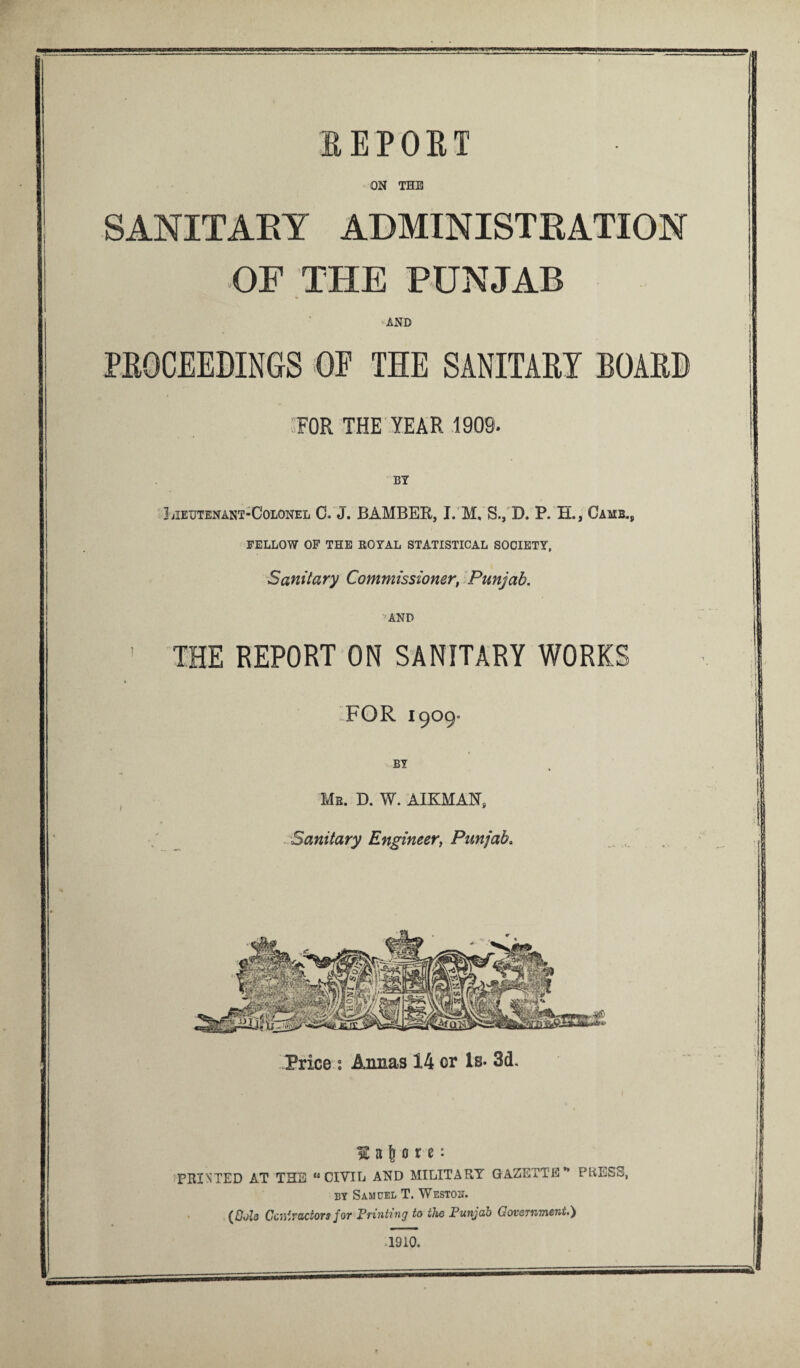 REPORT
ON THE
SANITARY ADMINISTRATION
OF THE PUNJAB
AND
PROCEEDINGS OF THE SANITARY BOARD
FOR THE YEAR 1909.
BY
LIEUTENANT-COLONEL C. J. BAMBER, I. M. S., D. P. H., CAMB.,
FELLOW OF THE ROYAL STATISTICAL SOCIETY,
Sanitary Commissioner, Punjab.
AND
THE REPORT ON SANITARY WORKS
FOR 1909.
BY
MR. D. W. AIKMAN,
Sanitary Engineer, Punjab.
Price : Annas 14 or 1s. 3d.
Lahore:
PRINTED AT THE “CIVIL AND MILITARY GAZETTE” PRESS,
BY SAMUEL T. WESTON.
(Sole Contractors for Printing to the Punjab Government.)
1910.